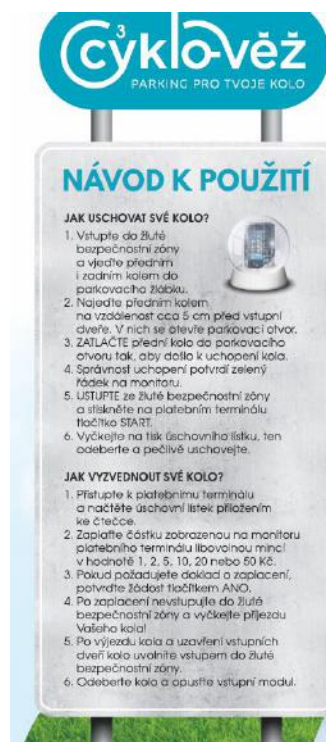 C3yklo-věž
PARKING PRO TVOJE KOLO
NÁVOD K POUŽITÍ
JAK USCHOVAT SVÉ KOLO?
1. Vstupte do žluté
bezpečnostní zóny
a vjeďte předním
i zadním kolem do
parkovacího žlábku.
2. Najeďte předním kolem
na vzdálenost cca 5 cm před vstupní
dveře. V nich se otevře parkovací otvor.
3. ZATLAČTE přední kolo do parkovacího
otvoru tak, aby došlo k uchopení kola.
4. Správnost uchopení potvrdí zelený
řádek na monitoru.
5. USTUPTE ze žluté bezpečnostní zóny
a stiskněte na platebním terminálu
tlačítko START.
6. Vyčkejte na tisk úschovního lístku, ten
odeberte a pečlivě uschovejte.
JAK VYZVEDNOUT SVÉ KOLO?
1. Přistupte k platebnímu terminálu
a načtěte úschovní lístek přiložením
ke čtečce.
2. Zaplaťte částku zobrazenou na monitoru
platebního terminálu libovolnou mincí
v hodnotě 1, 2, 5, 10, 20 nebo 50 Kč.
3. Pokud požadujete doklad o zaplacení,
potvrďte žádost tlačítkem ANO.
4. Po zaplacení nevstupujte do žluté
bezpečnostní zóny a vyčkejte příjezdu
Vašeho kola!
5. Po výjezdu kola a uzavření vstupních
dveří kolo uvolníte vstupem do žluté
bezpečnostní zóny.
6. Odeberte kolo a opusťte vstupní modul.